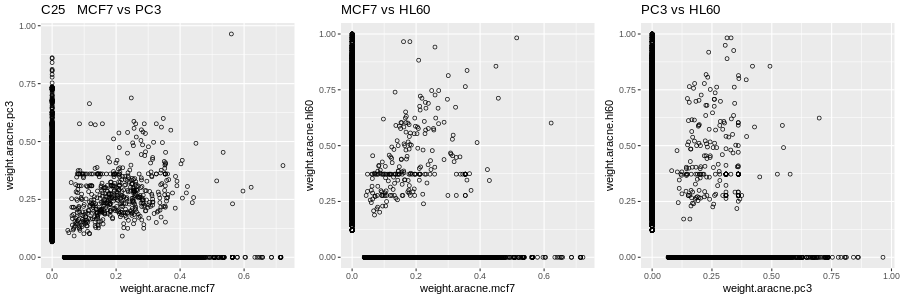 C25 MCF7 vs PC3
weight.aracne.pc3
1.00
0.75
0.50
0.25
0.00
0.0 0.2 0.4 0.6
weight.aracne.mcf7
MCF7 vs HL60
weight.aracne.hl60
1.00
0.75
0.50
0.25
0.00
0.0 0.2 0.4 0.6
weight.aracne.mcf7
PC3 vs HL60
weight.aracne.hl60
1.00
0.75
0.50
0.25
0.00
0.00 0.25 0.50 0.75 1.00
weight.aracne.pc3